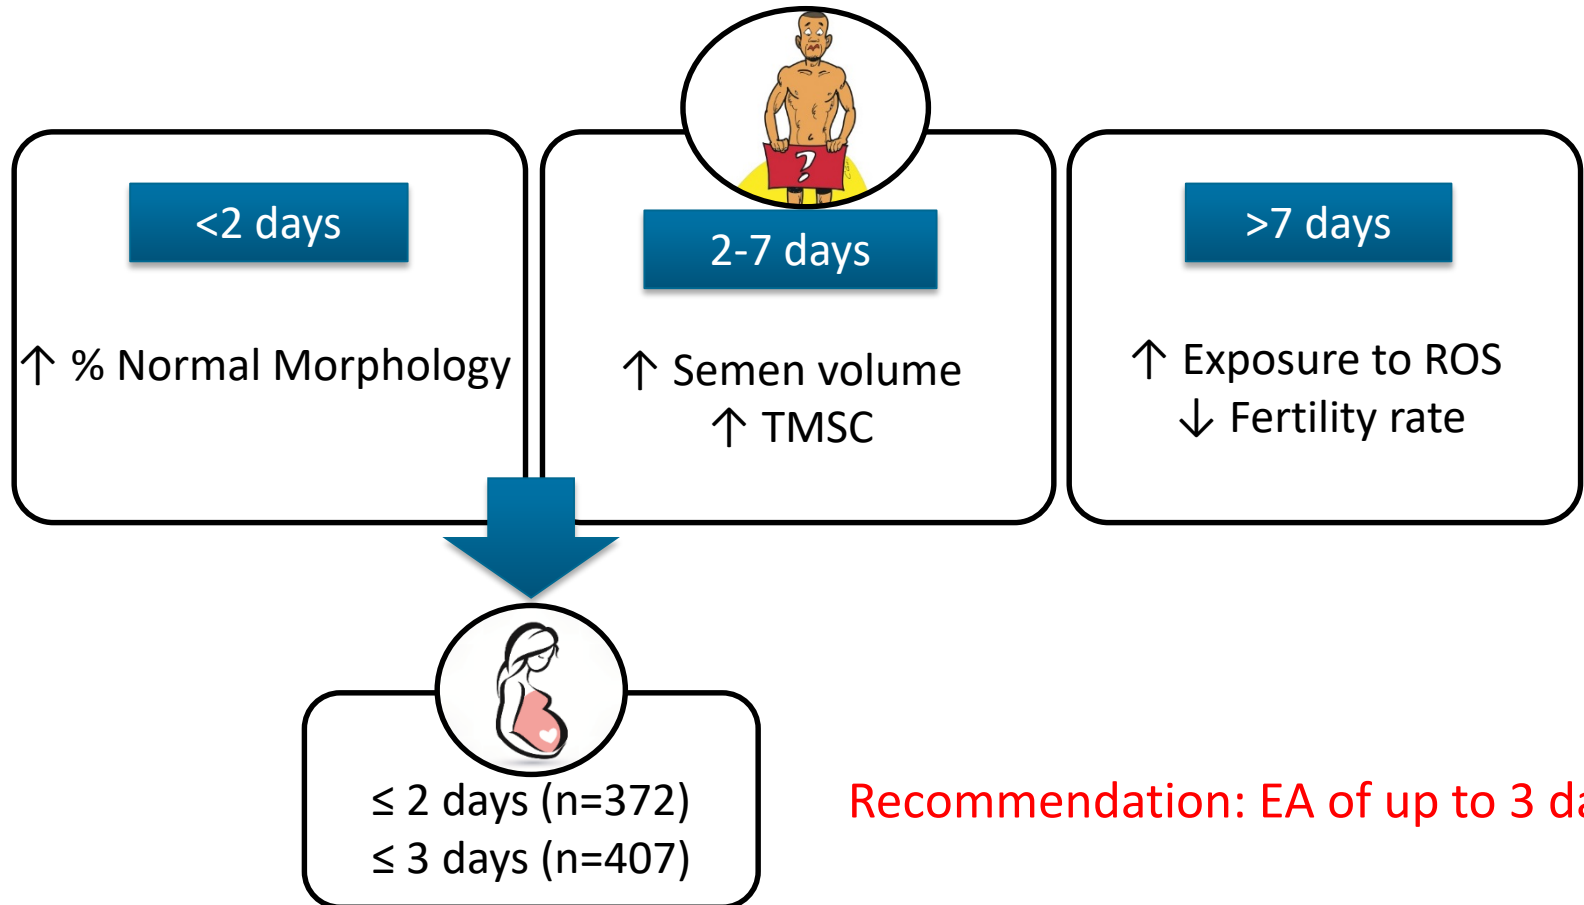 <2 days
↑ % Normal Morphology
?
2-7 days
↑ Semen volume
↑ TMSC
>7 days
↑ Exposure to ROS
↓ Fertility rate
≤ 2 days (n=372)
≤ 3 days (n=407)
Recommendation: EA of up to 3 da